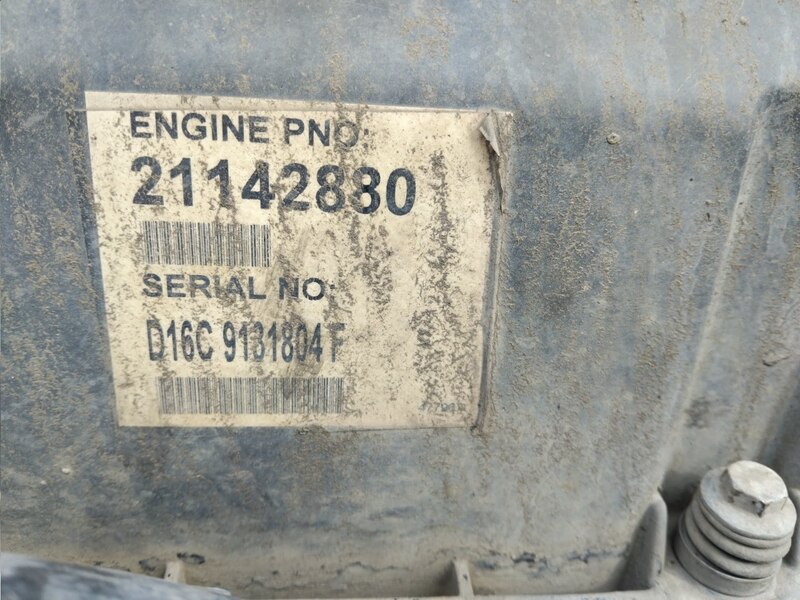 ENGINE PNO:
21142880
SERIAL NO:
D16C 9131804 F